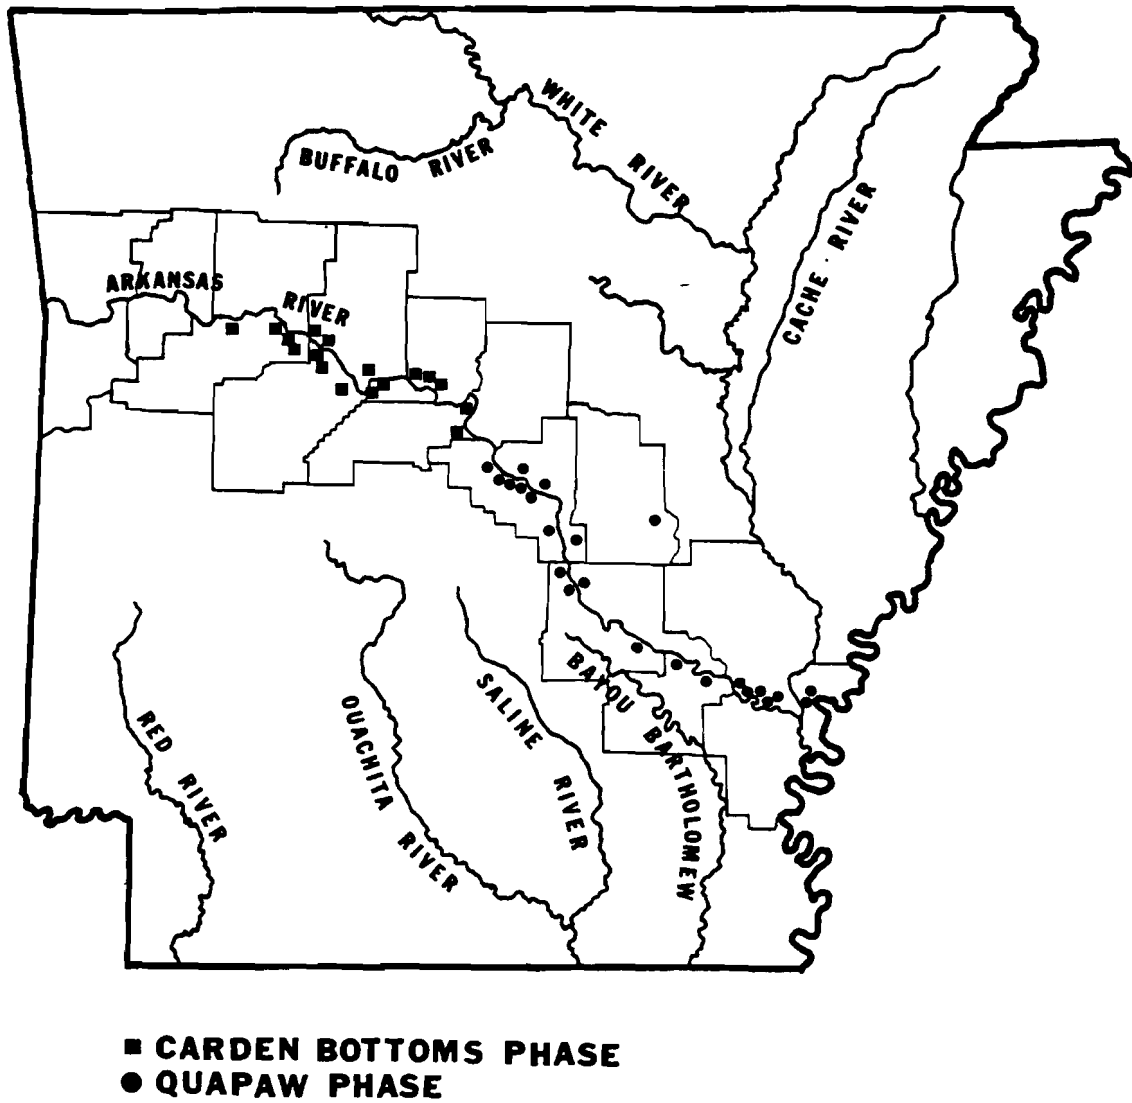 WHITE RIVER
BUFFALO RIVER
CACHE · RIVER
ARKANSAS RIVER
BAYOU BARTHOLOMEW
SALINE RIVER
OUACHITA RIVER
RED RIVER
CARDEN BOTTOMS PHASE
QUAPAW PHASE